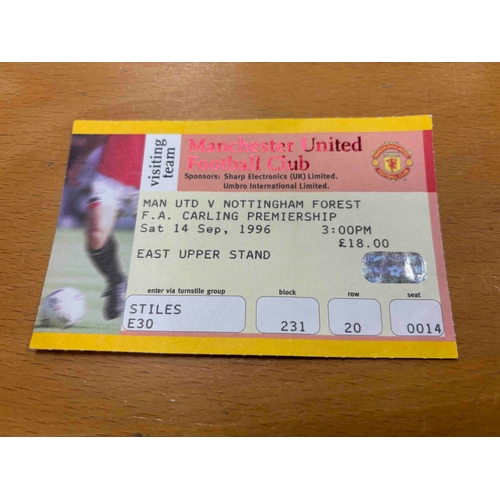 visiting
team
Manchester United
Football Club
Sponsors: Sharp Electronics (UK) Limited.
Umbro International Limited.
MAN UTD V NOTTINGHAM FOREST
F.A. CARLING PREMIERSHIP
Sat 14 Sep, 1996 3:00PM
£18.00
EAST UPPER STAND
enter via turnstile group block row seat
STILES
E30 231 20 0014